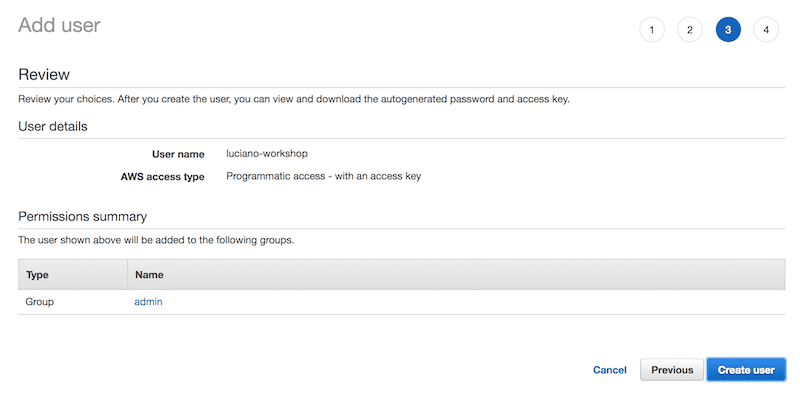 Add user
1 2 3 4
Review
Review your choices. After you create the user, you can view and download the autogenerated password and access key.
User details
User name luciano-workshop
AWS access type Programmatic access - with an access key
Permissions summary
The user shown above will be added to the following groups.
Type Name
Group admin
Cancel Previous Create user